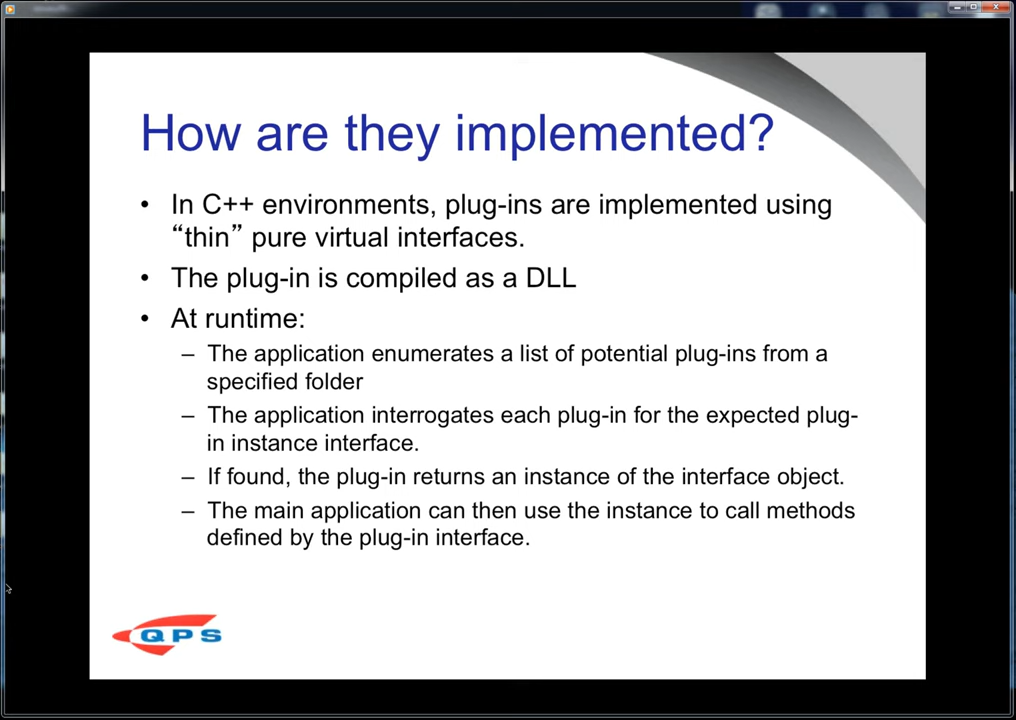 How are they implemented?
• In C++ environments, plug-ins are implemented using
“thin” pure virtual interfaces.
• The plug-in is compiled as a DLL
• At runtime:
– The application enumerates a list of potential plug-ins from a
specified folder
– The application interrogates each plug-in for the expected plug-
in instance interface.
– If found, the plug-in returns an instance of the interface object.
– The main application can then use the instance to call methods
defined by the plug-in interface.
QPS